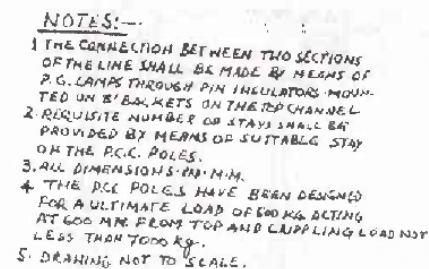 NOTES:—
1 THE CONNECTION BETWEEN TWO SECTIONS
OF THE LINE SHALL BE MADE BY MEANS OF
P.G. CAMPS THROUGH PIN INSULATORS MOUN-
TED ON BACKETS ON THE TOP CHANNEL
2. REQUISITE NUMBER OF STAYS SHALL BE
PROVIDED BY MEANS OF SUITABLE STAY
ON THE P.C.C. POLES.
3. ALL DIMENSIONS IN M.M.
4 THE P.C.C POLES HAVE BEEN DESIGNED
FOR A ULTIMATE LOAD OF 500 KG ACTING
AT 600 MM FROM TOP AND CRIPPLING LOAD NOT
LESS THAN 7000 Kg.
5. DRAWING NOT TO SCALE.